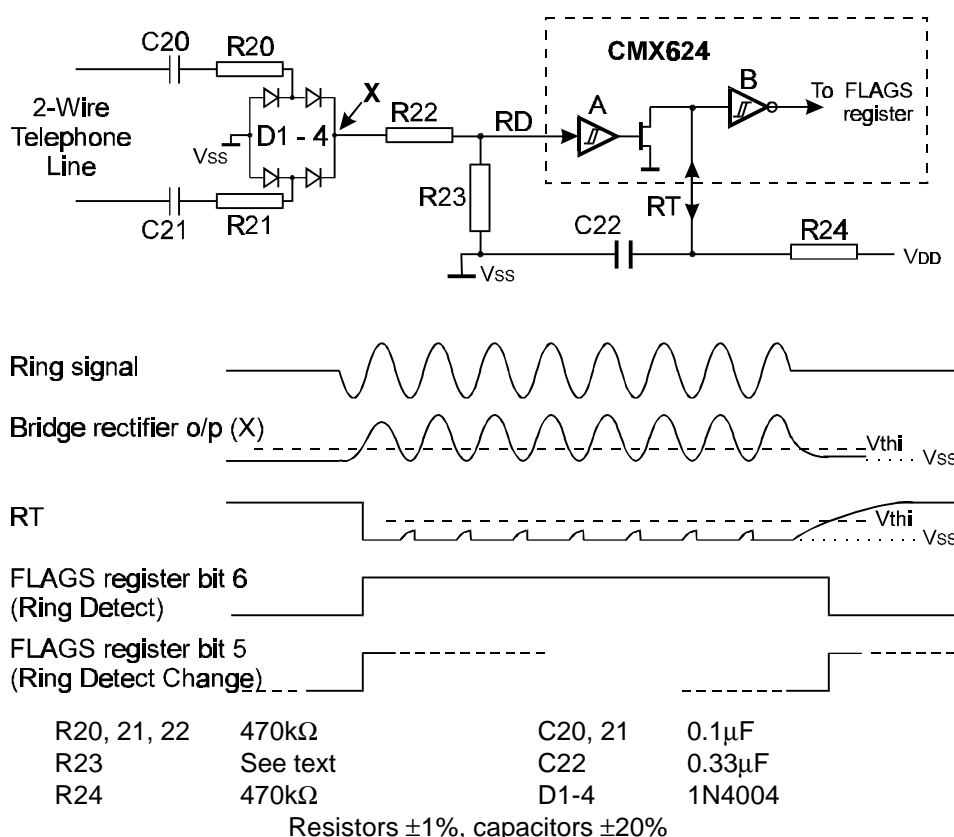 C20
R20
CMX624
X
B
A
To FLAGS
register
2-Wire
Telephone
Line
R22
RD
D1 - 4
Vss
R23
RT
R21
C21
C22
R24
Vss
VDD
Ring signal
Bridge rectifier o/p (X)
Vthi
Vss
RT
Vthi
Vss
FLAGS register bit 6
(Ring Detect)
FLAGS register bit 5
(Ring Detect Change)
R20, 21, 22 470kΩ C20, 21 0.1μF
R23 See text C22 0.33μF
R24 470kΩ D1-4 1N4004
Resistors ±1%, capacitors ±20%